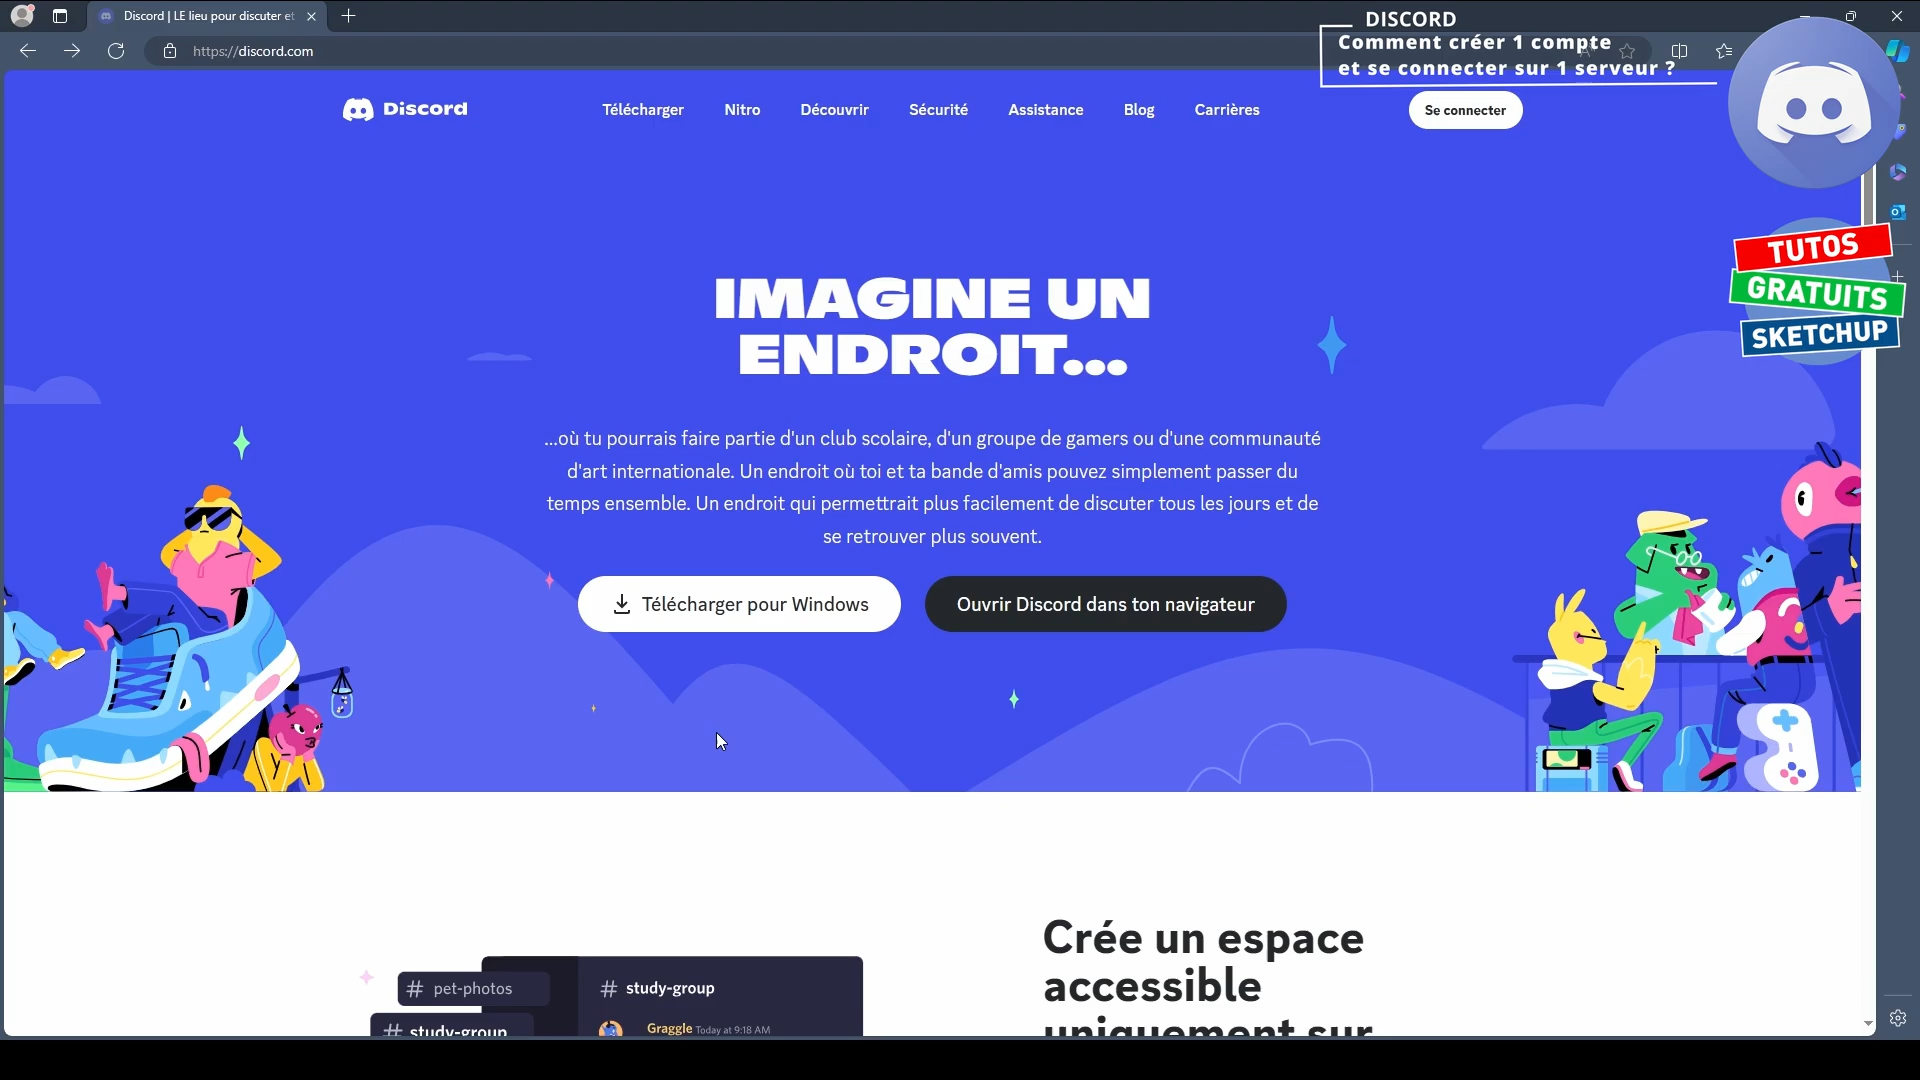 Discord | LE lieu pour discuter et
https://discord.com
DISCORD
Comment créer 1 compte
et se connecter sur 1 serveur ?
Discord
Télécharger
Nitro
Découvrir
Sécurité
Assistance
Blog
Carrières
Se connecter
TUTOS
GRATUITS
SKETCHUP
IMAGINE UN
ENDROIT...
...où tu pourrais faire partie d'un club scolaire, d'un groupe de gamers ou d'une communauté
d'art internationale. Un endroit où toi et ta bande d'amis pouvez simplement passer du
temps ensemble. Un endroit qui permettrait plus facilement de discuter tous les jours et de
se retrouver plus souvent.
Télécharger pour Windows
Ouvrir Discord dans ton navigateur
Crée un espace
accessible
uniquement sur
# pet-photos
# study-group
# study-group
Graggle Today at 9:18 AM